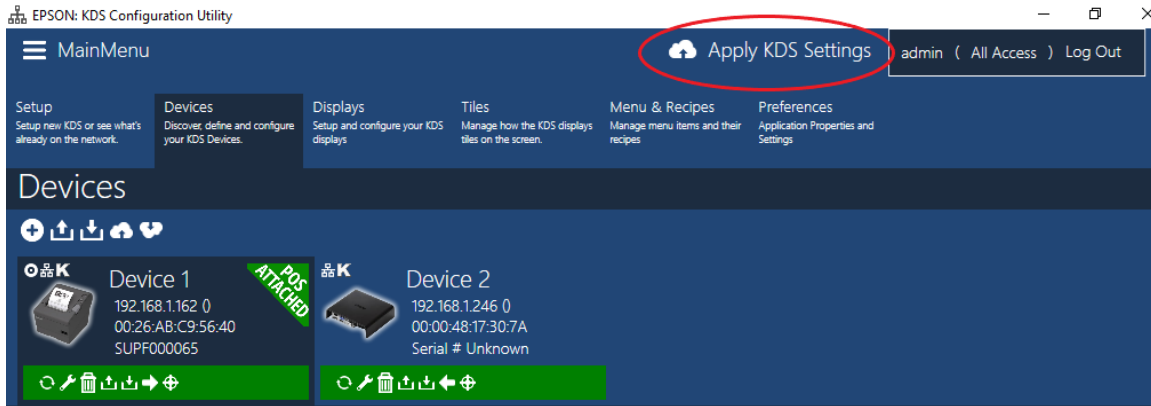 EPSON: KDS Configuration Utility
MainMenu
Apply KDS Settings
admin ( All Access ) Log Out
Setup
Setup new KDS or see what's
already on the network.
Devices
Discover, define and configure
your KDS Devices.
Displays
Setup and configure your KDS
displays
Tiles
Manage how the KDS displays
tiles on the screen.
Menu & Recipes
Manage menu items and their
recipes
Preferences
Application Properties and
Settings
Devices
K
Device 1
192.168.1.162 ()
00:26:AB:C9:56:40
SUPF000065
POS
ATTACHED
K
Device 2
192.168.1.246 ()
00:00:48:17:30:7A
Serial # Unknown